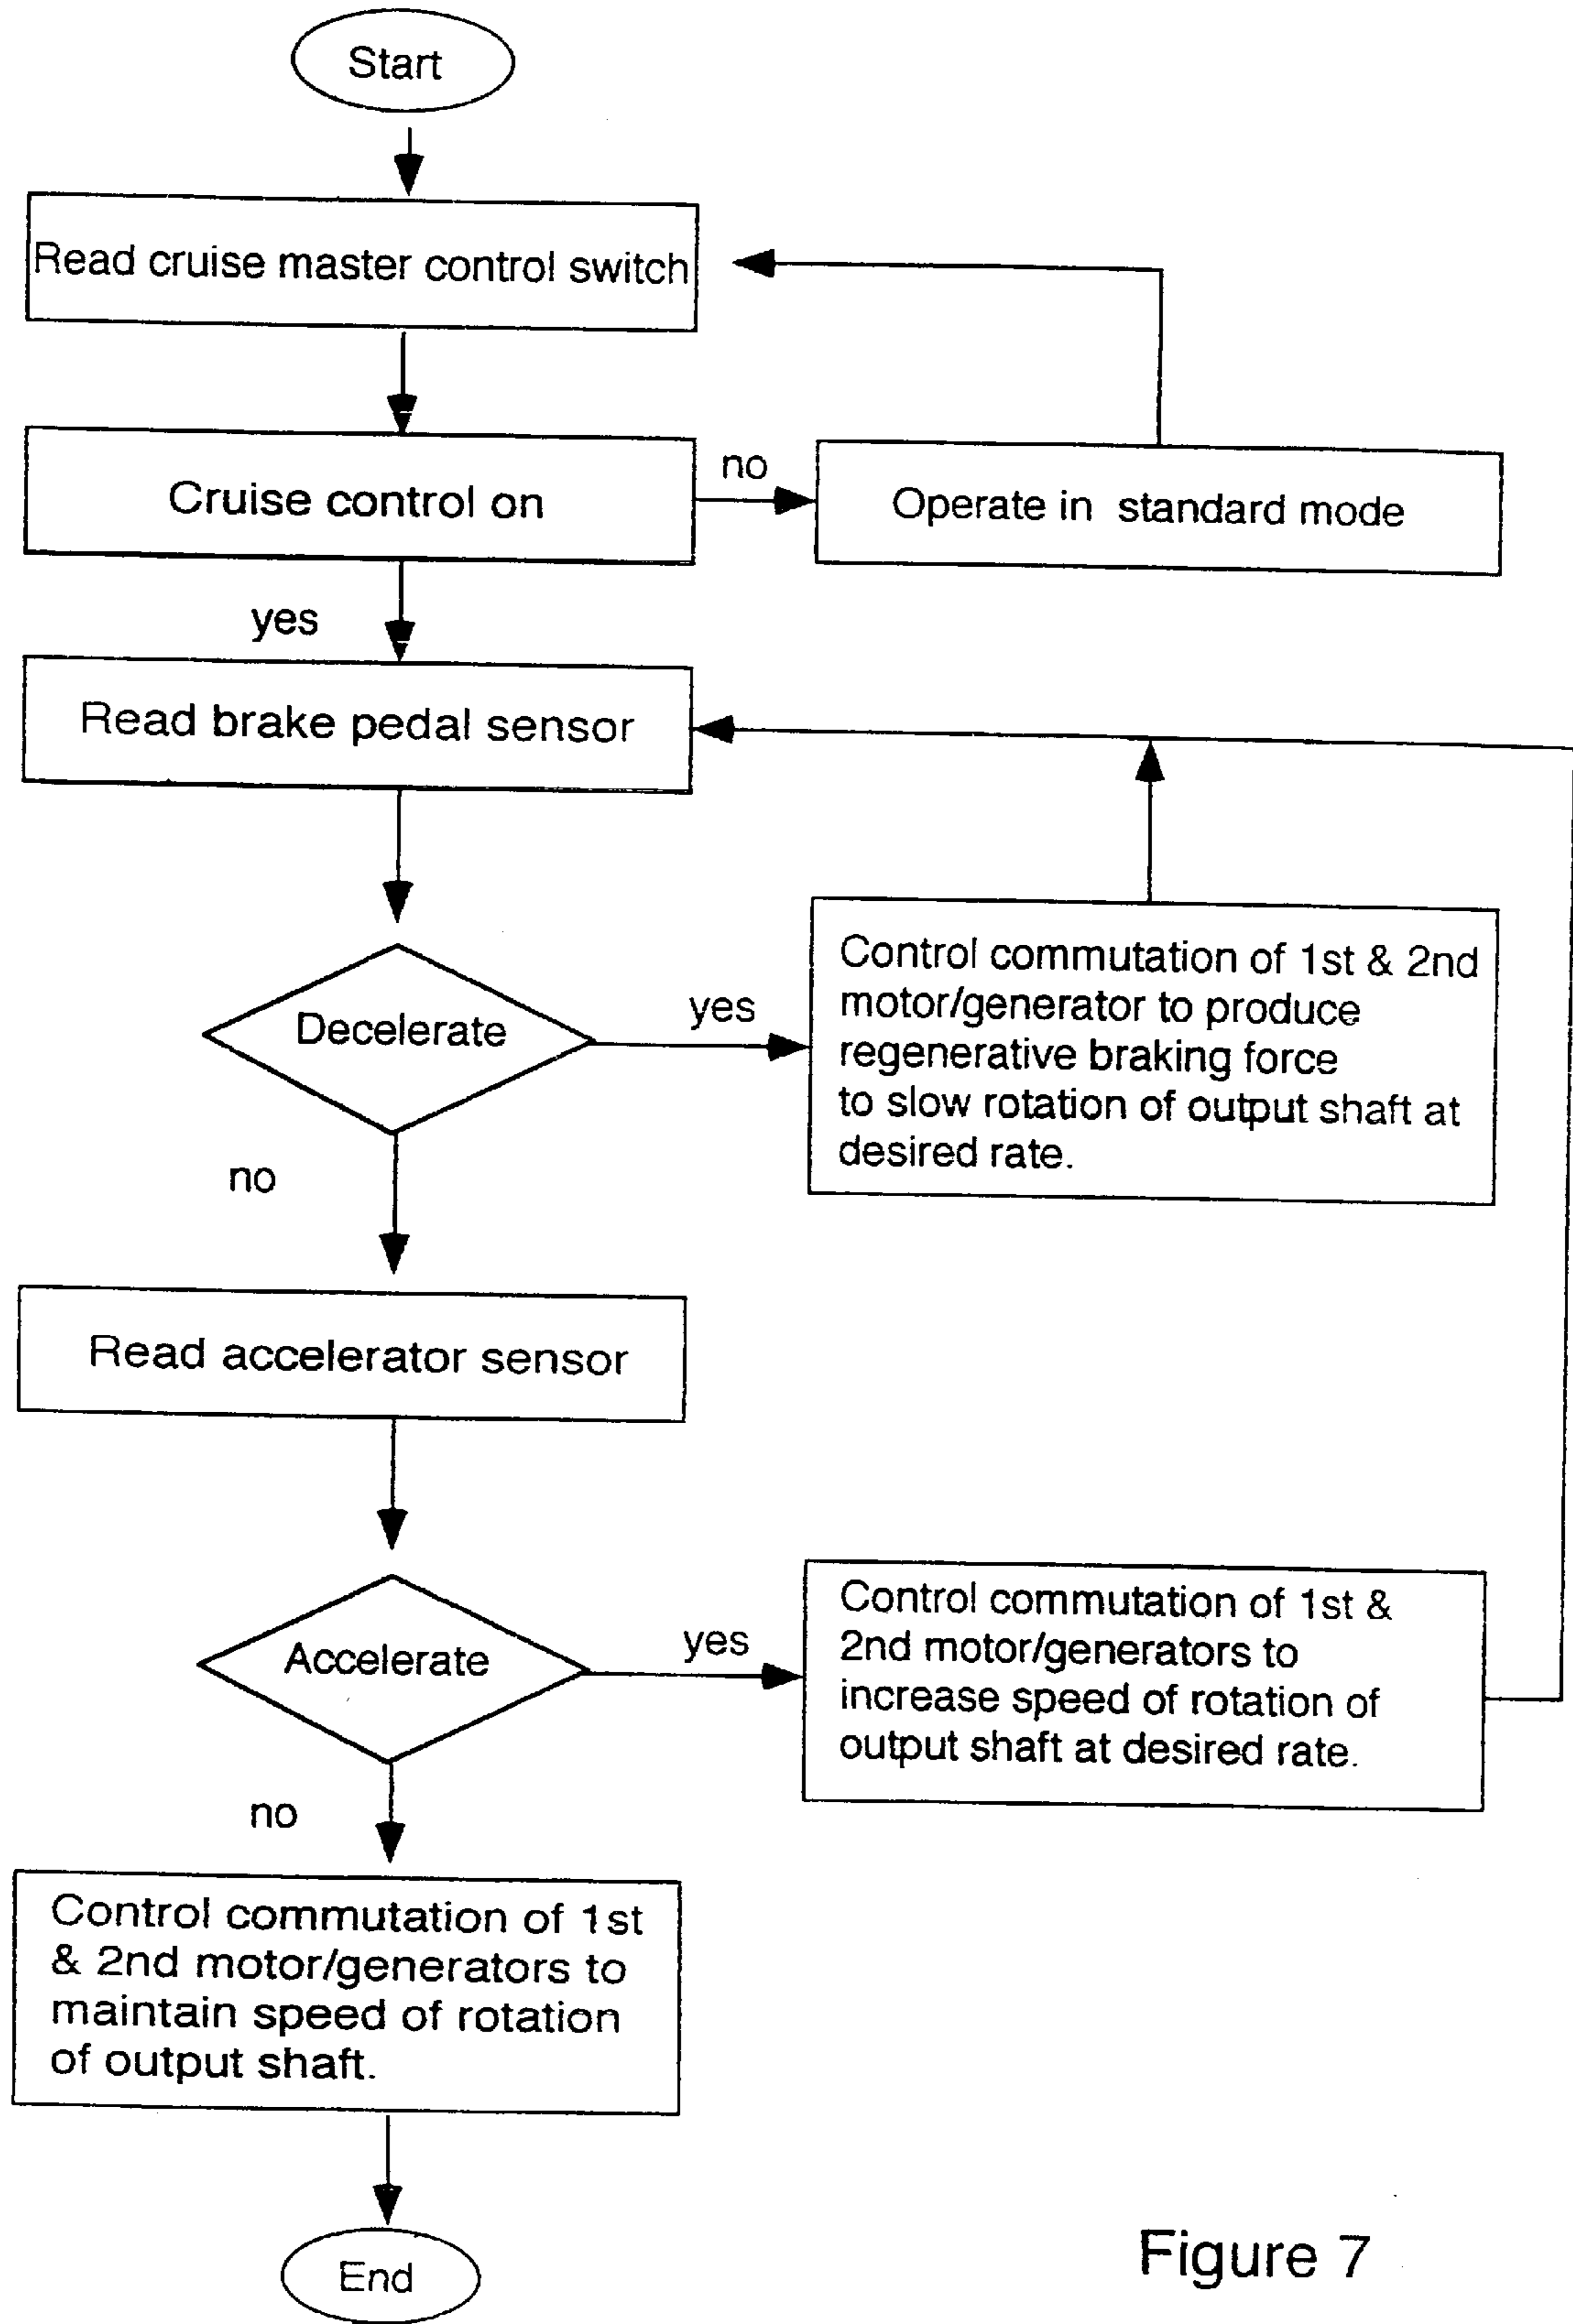 Start
Read cruise master control switch
Cruise control on
no
Operate in standard mode
yes
Read brake pedal sensor
Decelerate
yes
Control commutation of 1st & 2nd
motor/generator to produce
regenerative braking force
to slow rotation of output shaft at
desired rate.
no
Read accelerator sensor
Accelerate
yes
Control commutation of 1st &
2nd motor/generators to
increase speed of rotation of
output shaft at desired rate.
no
Control commutation of 1st
& 2nd motor/generators to
maintain speed of rotation
of output shaft.
End
Figure 7